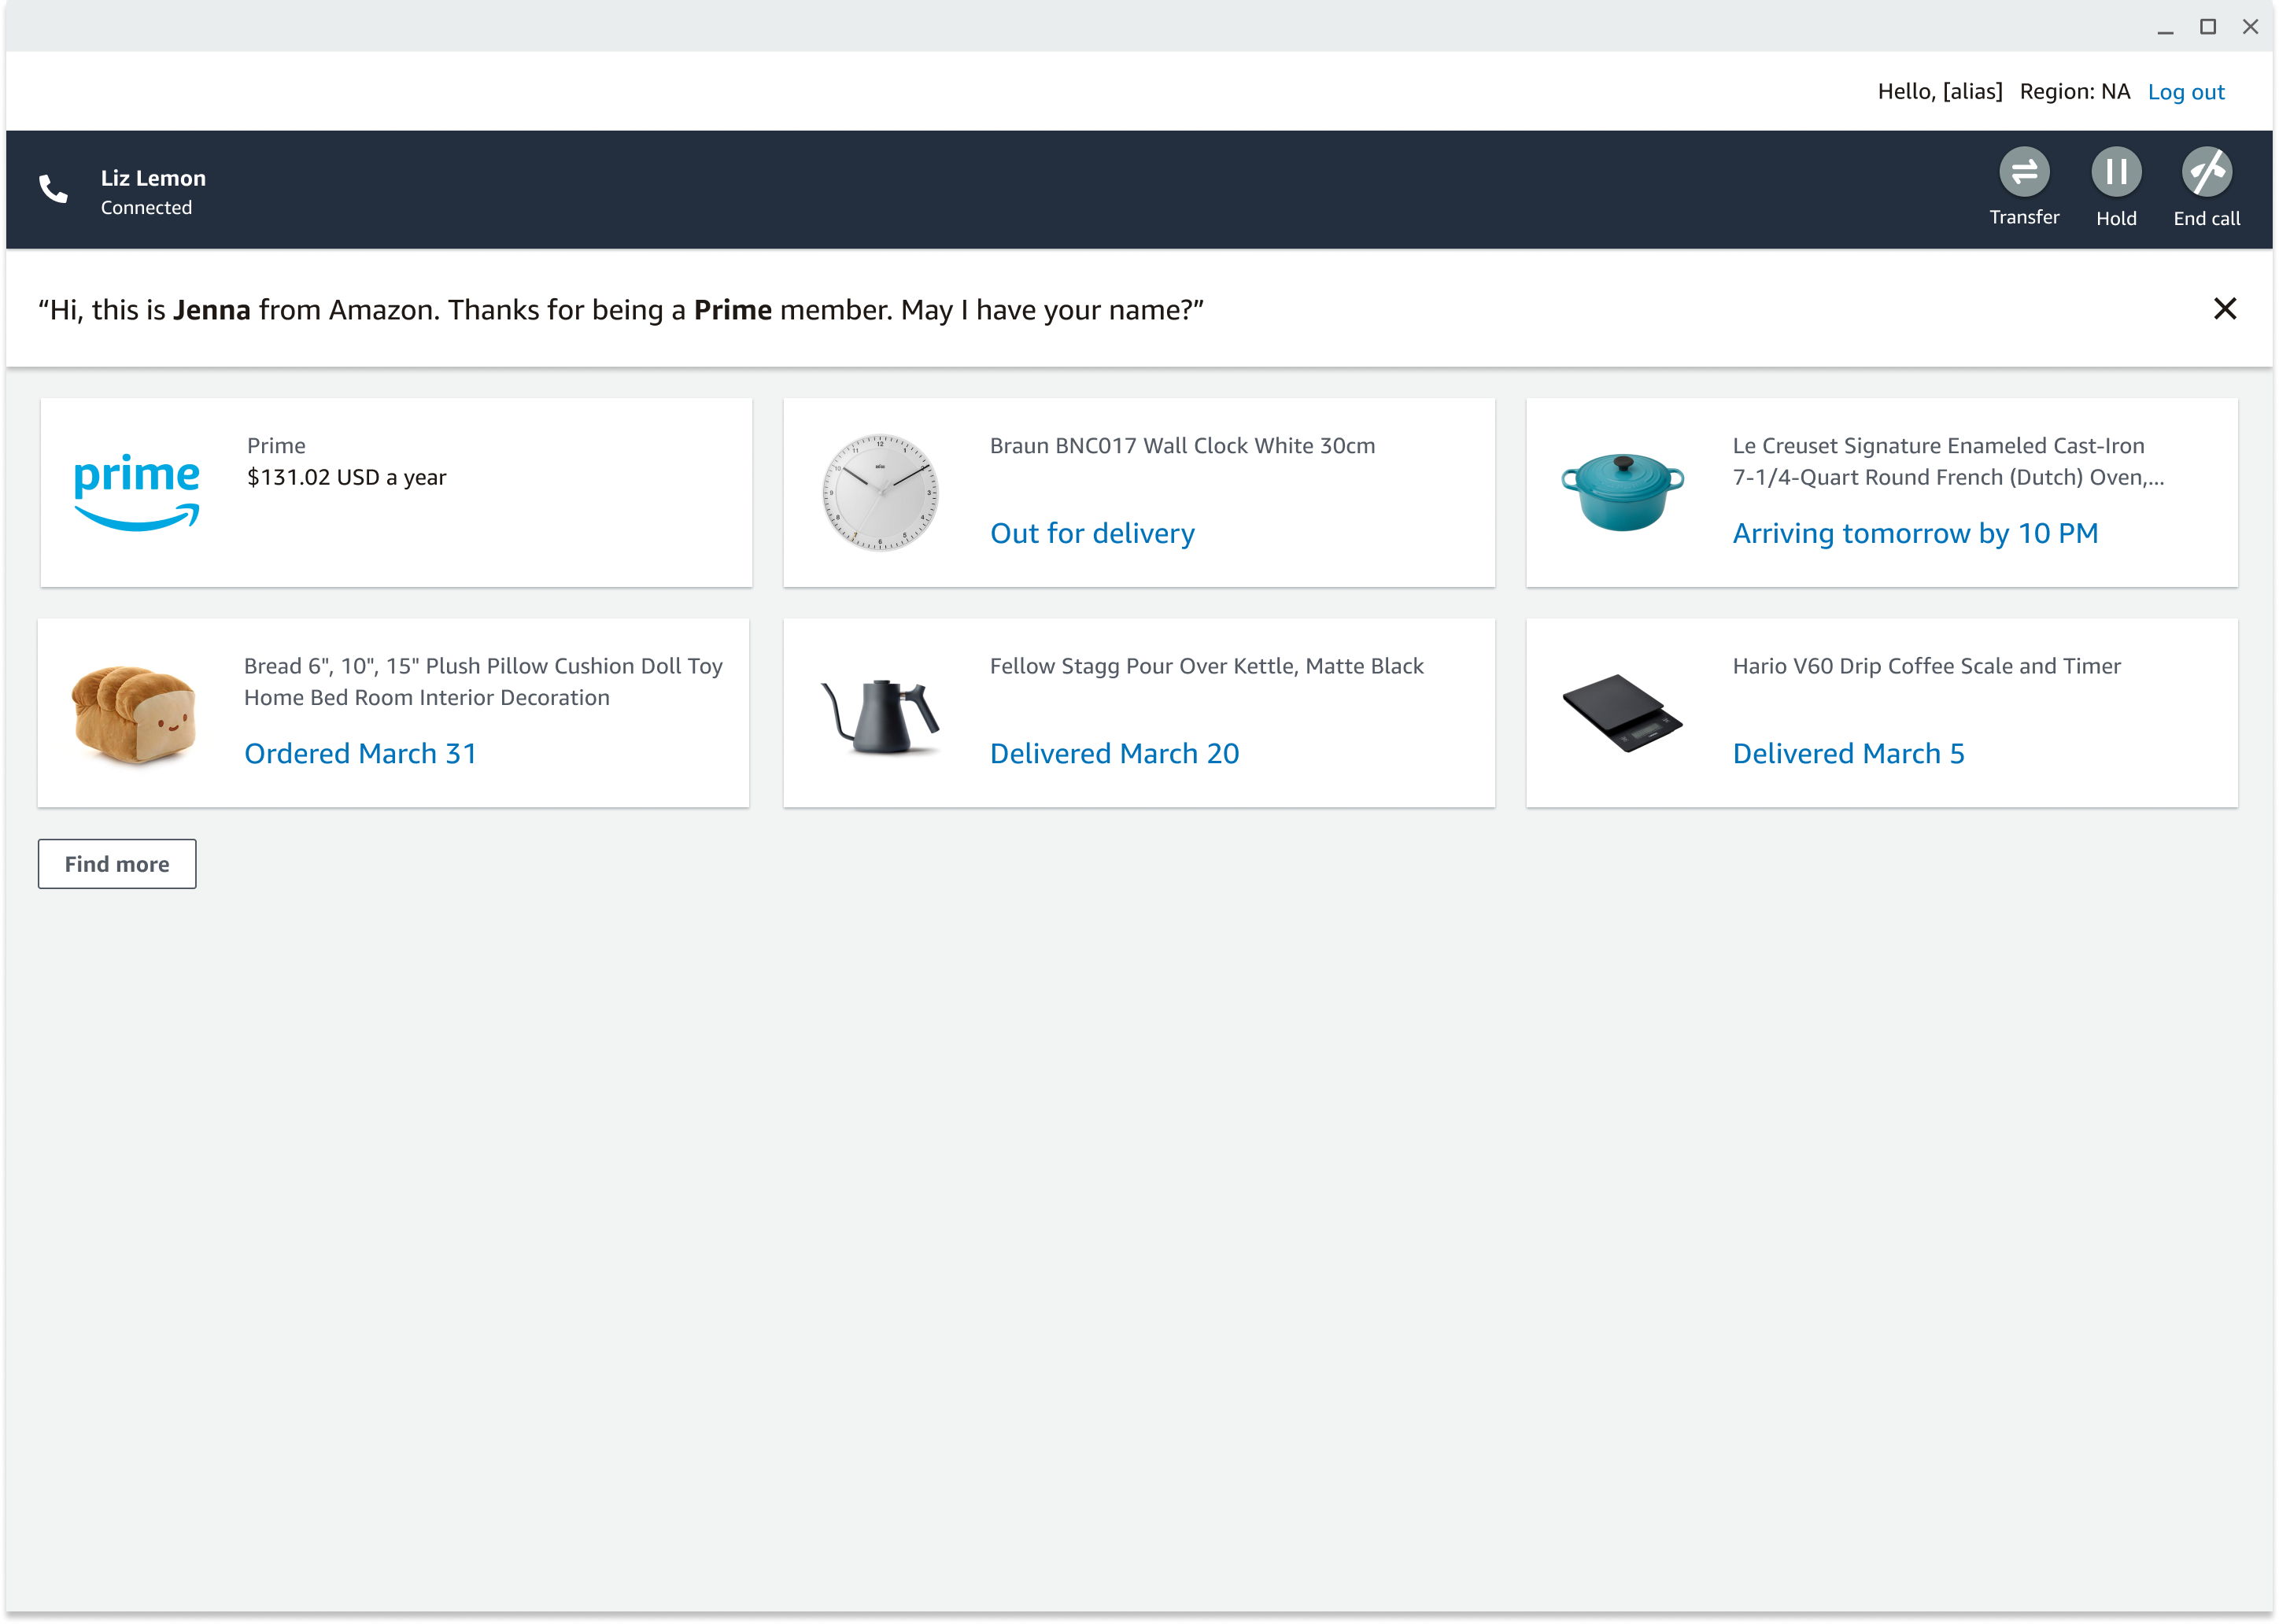 Hello, [alias] Region: NA Log out
Liz Lemon
Connected
Transfer
Hold
End call
“Hi, this is Jenna from Amazon. Thanks for being a Prime member. May I have your name?”
prime
Prime
$131.02 USD a year
Braun BNC017 Wall Clock White 30cm
Out for delivery
Le Creuset Signature Enameled Cast-Iron
7-1/4-Quart Round French (Dutch) Oven,...
Arriving tomorrow by 10 PM
Bread 6", 10", 15" Plush Pillow Cushion Doll Toy
Home Bed Room Interior Decoration
Ordered March 31
Fellow Stagg Pour Over Kettle, Matte Black
Delivered March 20
Hario V60 Drip Coffee Scale and Timer
Delivered March 5
Find more